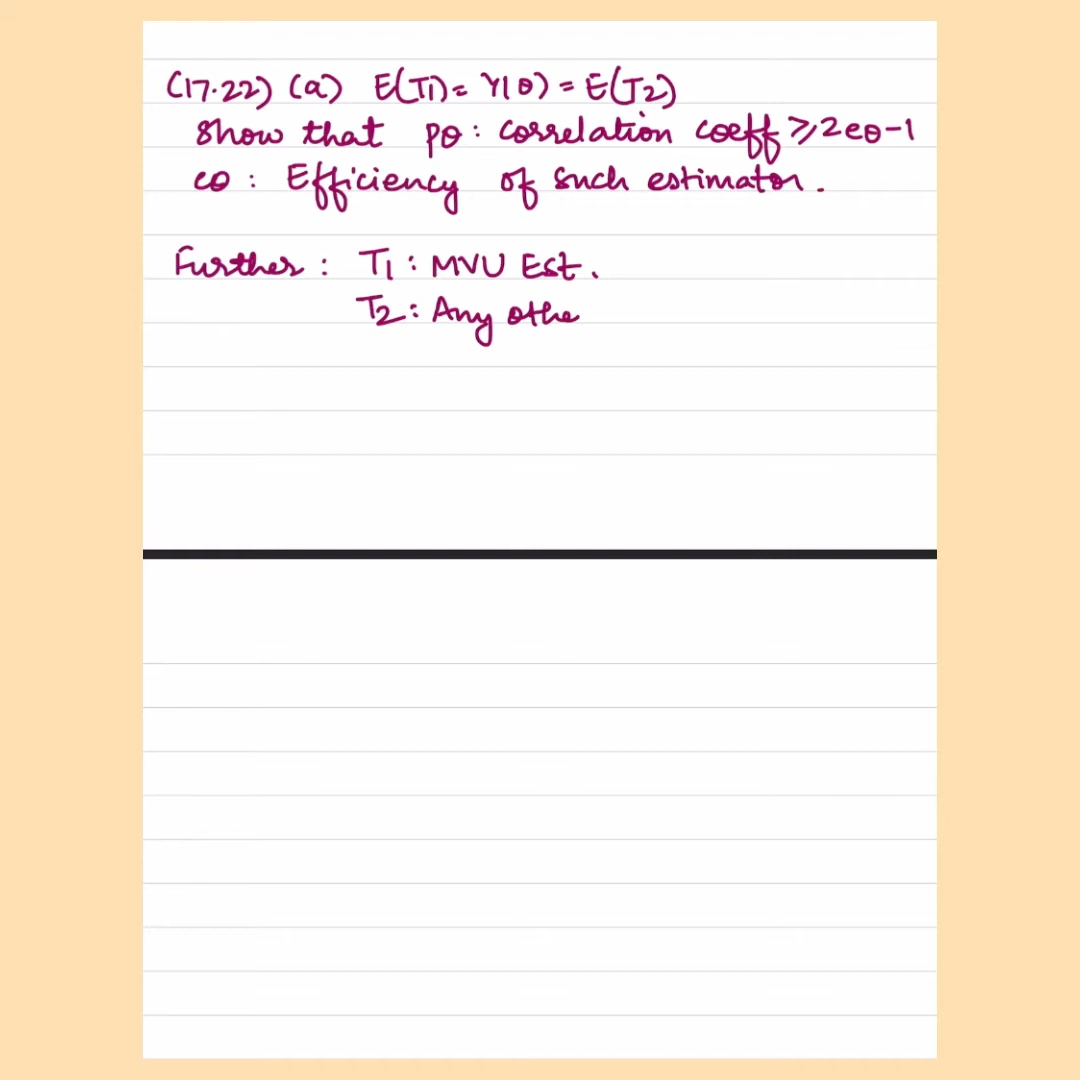 (17.22) (a) E(T1) = γ(θ) = E(T2)
Show that ρθ : Correlation coeff ≥ 2eθ-1
eθ : Efficiency of such estimator.
Further : T1 : MVU Est.
T2 : Any othe